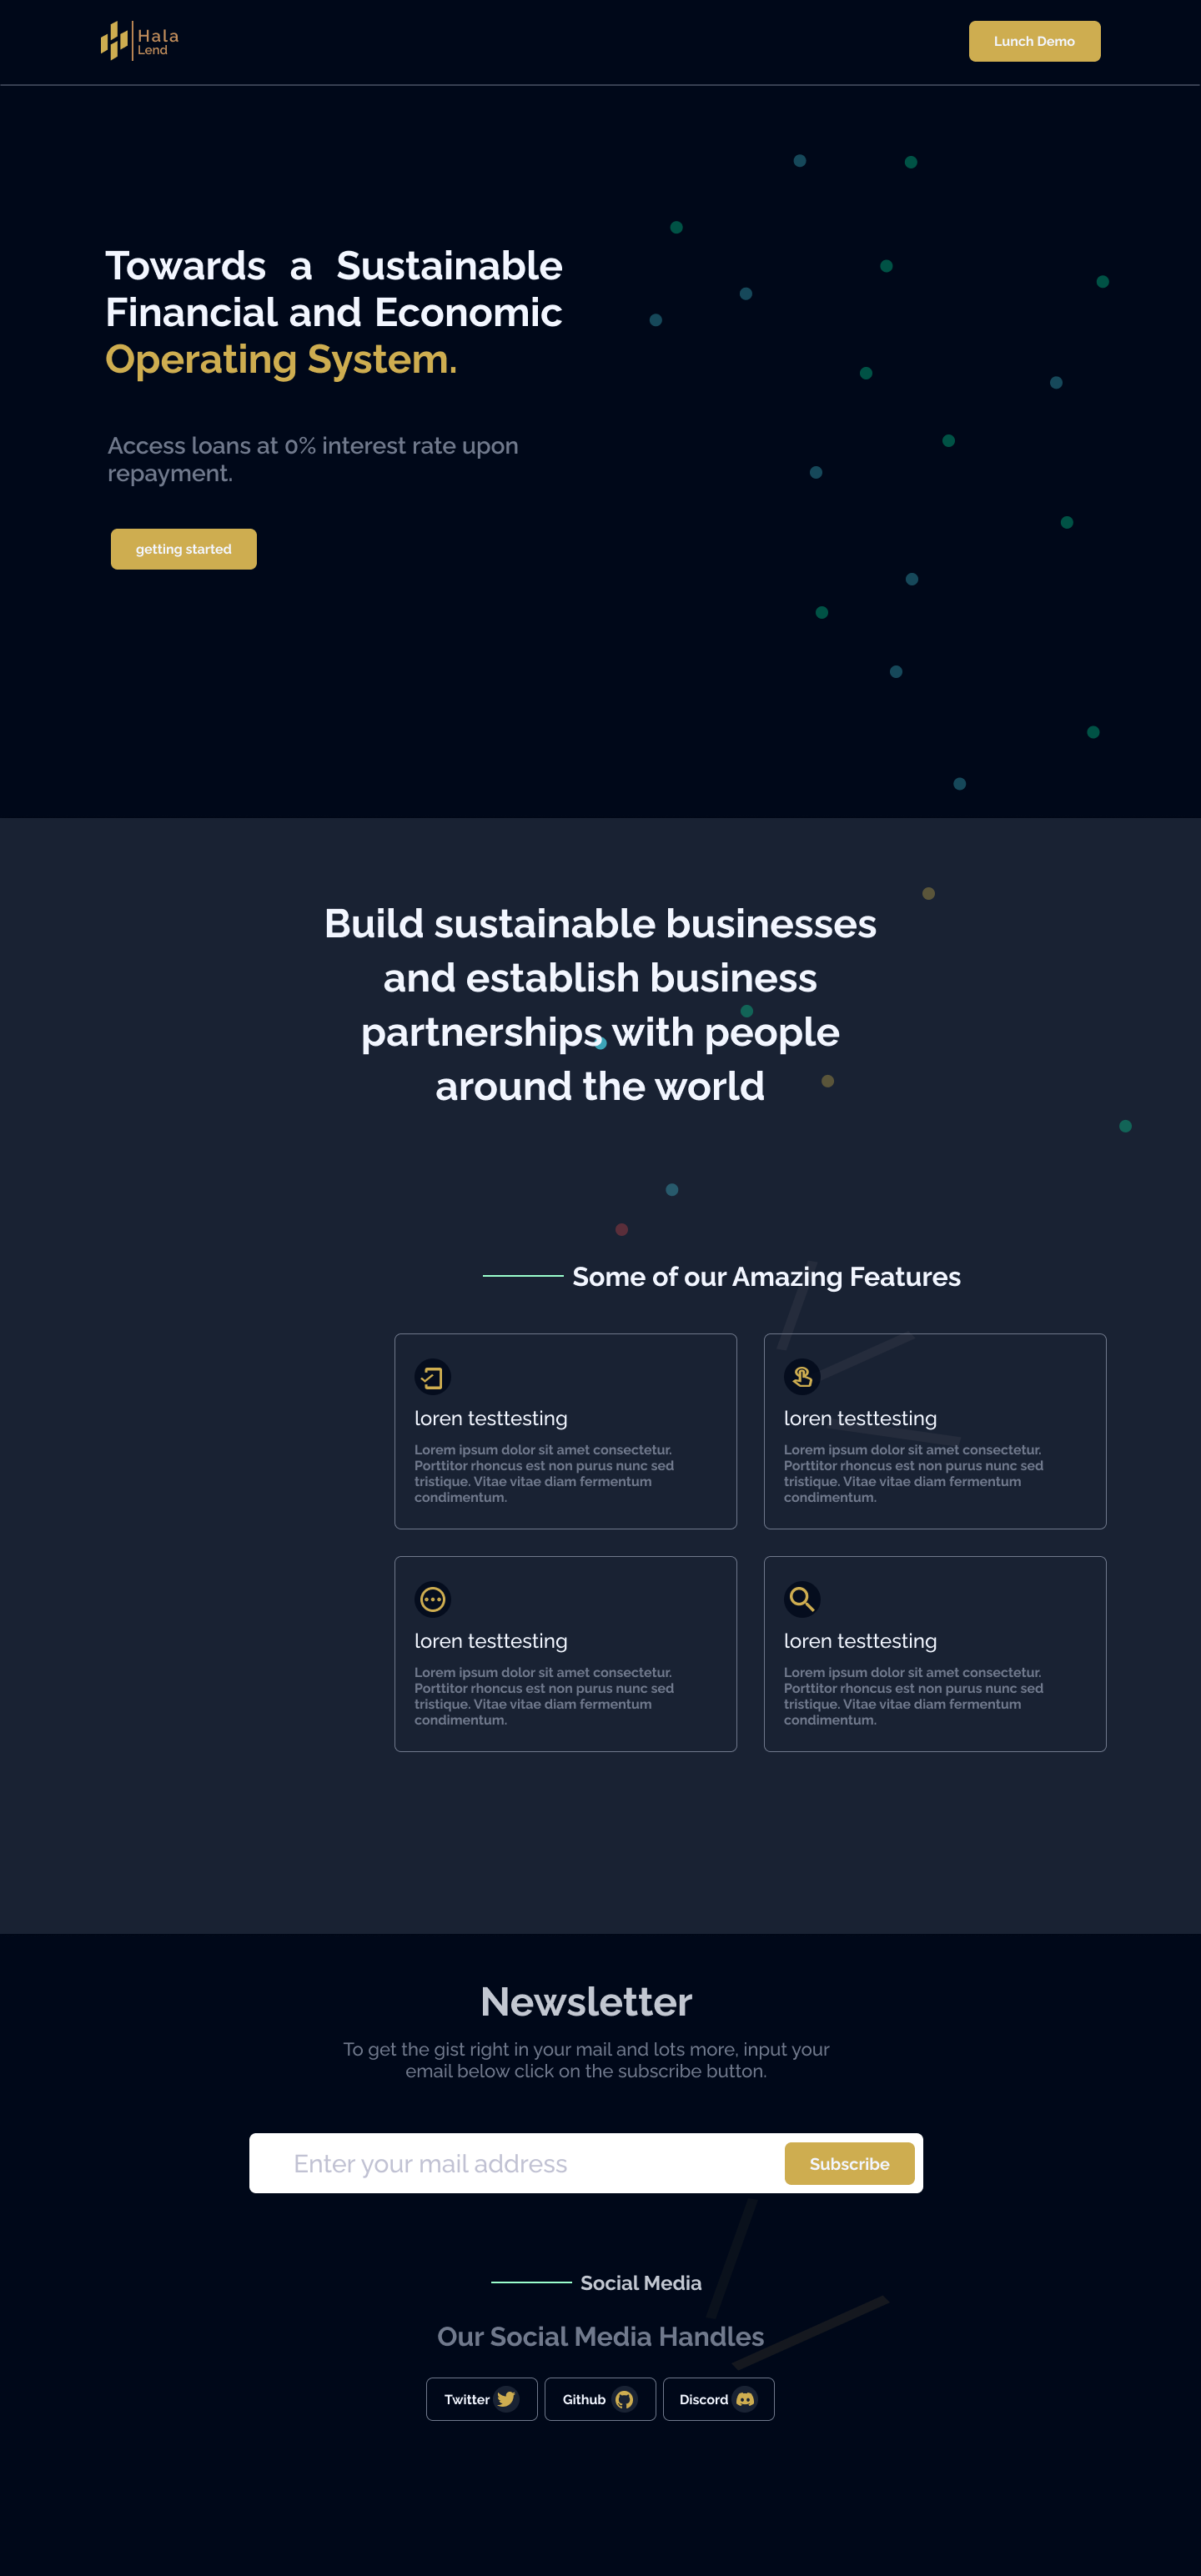 Hala
Lend
Lunch Demo
Towards a Sustainable
Financial and Economic
Operating System.
Access loans at 0% interest rate upon
repayment.
getting started
Build sustainable businesses
and establish business
partnerships with people
around the world
Some of our Amazing Features
loren testtesting
Lorem ipsum dolor sit amet consectetur.
Porttitor rhoncus est non purus nunc sed
tristique. Vitae vitae diam fermentum
condimentum.
loren testtesting
Lorem ipsum dolor sit amet consectetur.
Porttitor rhoncus est non purus nunc sed
tristique. Vitae vitae diam fermentum
condimentum.
loren testtesting
Lorem ipsum dolor sit amet consectetur.
Porttitor rhoncus est non purus nunc sed
tristique. Vitae vitae diam fermentum
condimentum.
loren testtesting
Lorem ipsum dolor sit amet consectetur.
Porttitor rhoncus est non purus nunc sed
tristique. Vitae vitae diam fermentum
condimentum.
Newsletter
To get the gist right in your mail and lots more, input your
email below click on the subscribe button.
Enter your mail address
Subscribe
Social Media
Our Social Media Handles
Twitter
Github
Discord